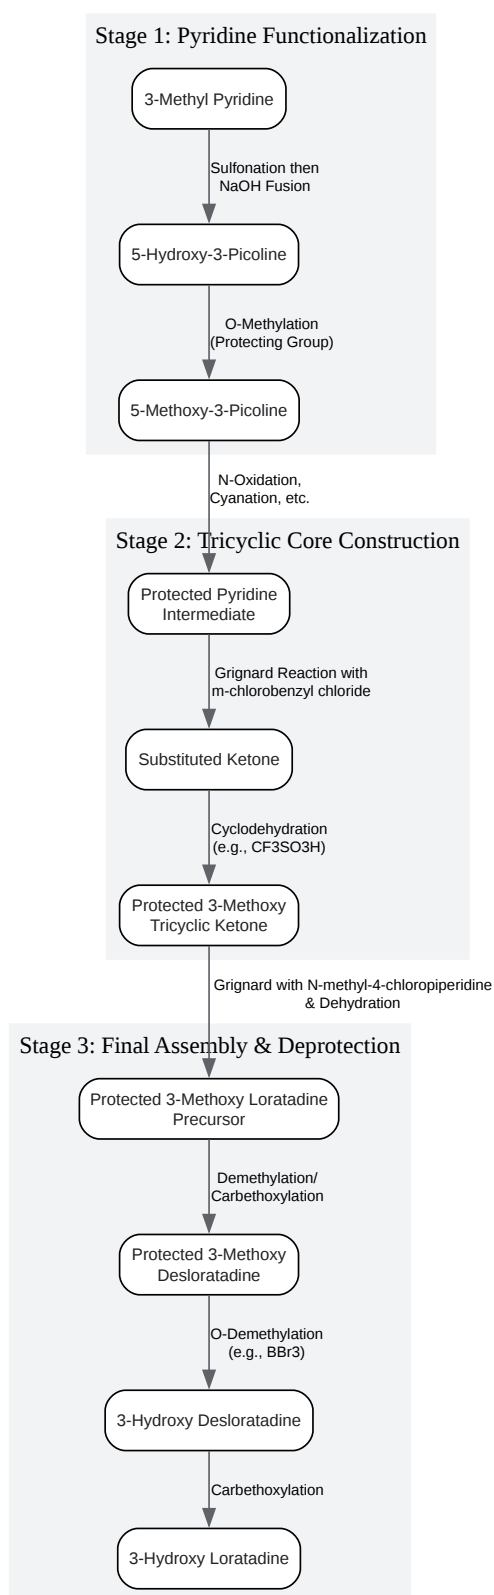 Stage 1: Pyridine Functionalization
3-Methyl Pyridine
Sulfonation then
NaOH Fusion
5-Hydroxy-3-Picoline
O-Methylation
(Protecting Group)
5-Methoxy-3-Picoline
N-Oxidation,
Cyanation, etc.
Stage 2: Tricyclic Core Construction
Protected Pyridine
Intermediate
Grignard Reaction with
m-chlorobenzyl chloride
Substituted Ketone
Cyclodehydration
(e.g., CF3SO3H)
Protected 3-Methoxy
Tricyclic Ketone
Grignard with N-methyl-4-chloropiperidine
& Dehydration
Stage 3: Final Assembly & Deprotection
Protected 3-Methoxy Loratadine
Precursor
Demethylation/
Carbethoxylation
Protected 3-Methoxy
Desloratadine
O-Demethylation
(e.g., BBr3)
3-Hydroxy Desloratadine
Carbethoxylation
3-Hydroxy Loratadine